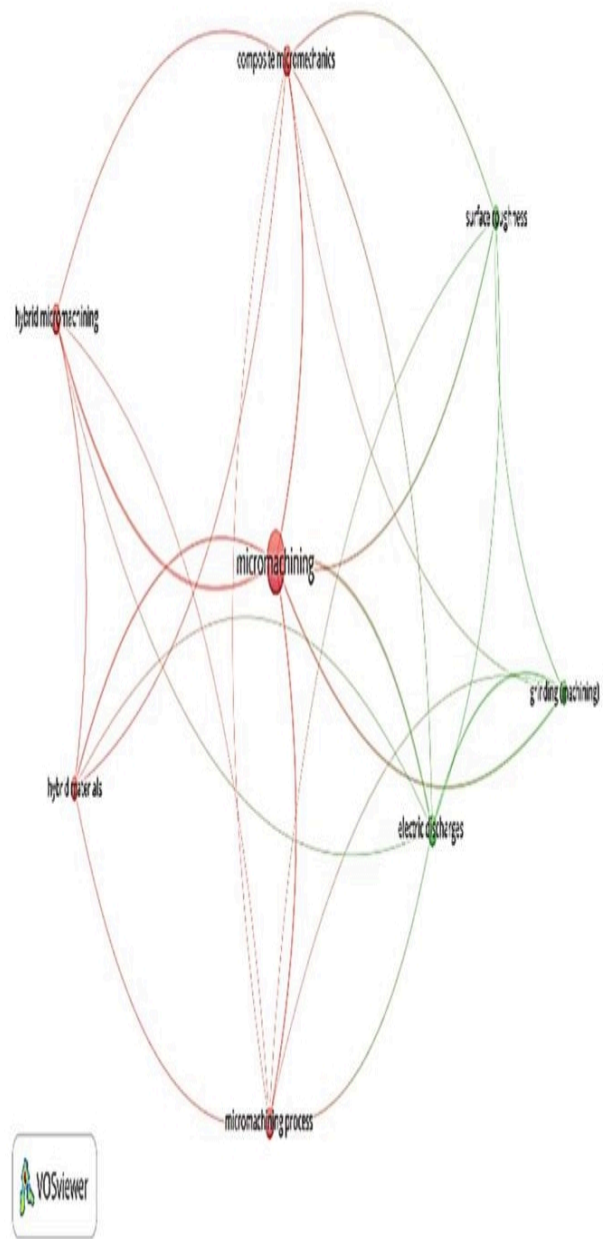 composite micromechanics
surface roughness
hybrid micromachining
micromachining
grinding (machining)
hybrid materials
electric discharges
micromachining process
VOSviewer